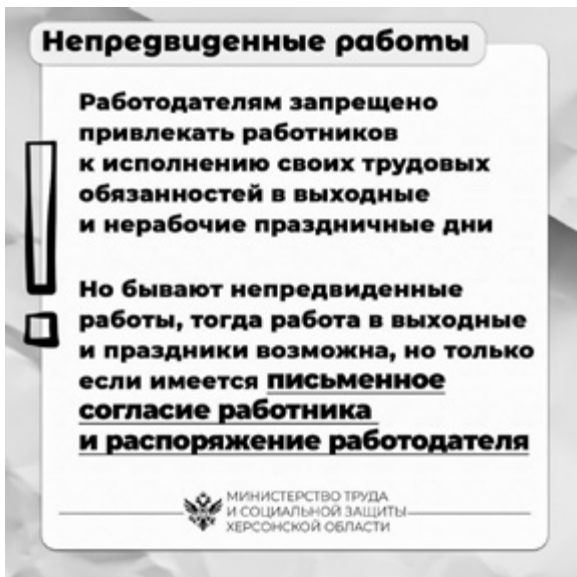 Непредвиденные работы
Работодателям запрещено
привлекать работников
к исполнению своих трудовых
обязанностей в выходные
и нерабочие праздничные дни
Но бывают непредвиденные
работы, тогда работа в выходные
и праздники возможна, но только
если имеется письменное
согласие работника
и распоряжение работодателя
МИНИСТЕРСТВО ТРУДА
И СОЦИАЛЬНОЙ ЗАЩИТЫ
ХЕРСОНСКОЙ ОБЛАСТИ